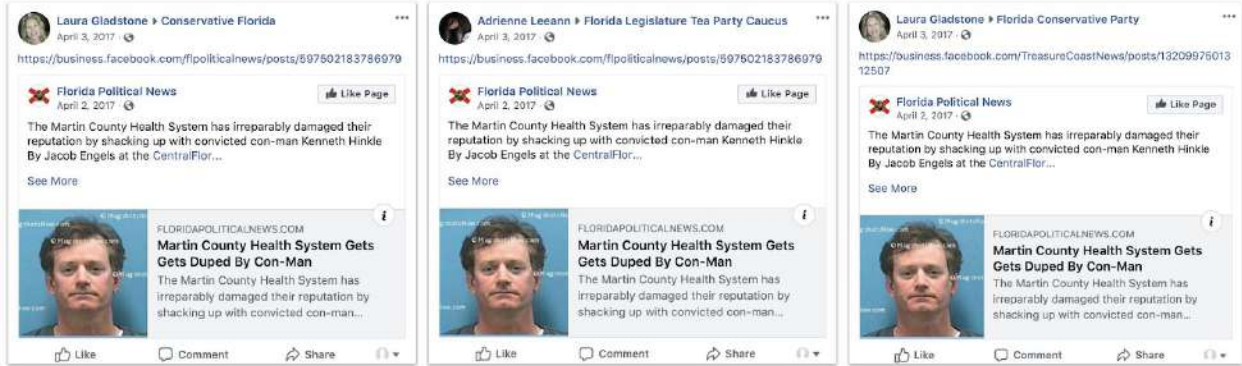 Laura Gladstone ▸ Conservative Florida
April 3, 2017 ·
https://business.facebook.com/flpoliticalnews/posts/597502183786979
Florida Political News
April 2, 2017 ·
Like Page
The Martin County Health System has irreparably damaged their
reputation by shacking up with convicted con-man Kenneth Hinkle
By Jacob Engels at the CentralFlor...
See More
FLORIDAPOLITICALNEWS.COM
Martin County Health System Gets
Gets Duped By Con-Man
The Martin County Health System has
irreparably damaged their reputation by
shacking up with convicted con-man...
Like Comment Share
Adrienne Leeann ▸ Florida Legislature Tea Party Caucus
April 3, 2017 ·
https://business.facebook.com/flpoliticalnews/posts/597502183786979
Florida Political News
April 2, 2017 ·
Like Page
The Martin County Health System has irreparably damaged their
reputation by shacking up with convicted con-man Kenneth Hinkle
By Jacob Engels at the CentralFlor...
See More
FLORIDAPOLITICALNEWS.COM
Martin County Health System Gets
Gets Duped By Con-Man
The Martin County Health System has
irreparably damaged their reputation by
shacking up with convicted con-man...
Like Comment Share
Laura Gladstone ▸ Florida Conservative Party
April 3, 2017 ·
https://business.facebook.com/TreasureCoastNews/posts/13209975013
12507
Florida Political News
April 2, 2017 ·
Like Page
The Martin County Health System has irreparably damaged their
reputation by shacking up with convicted con-man Kenneth Hinkle
By Jacob Engels at the CentralFlor...
See More
FLORIDAPOLITICALNEWS.COM
Martin County Health System Gets
Gets Duped By Con-Man
The Martin County Health System has
irreparably damaged their reputation by
shacking up with convicted con-man...
Like Comment Share